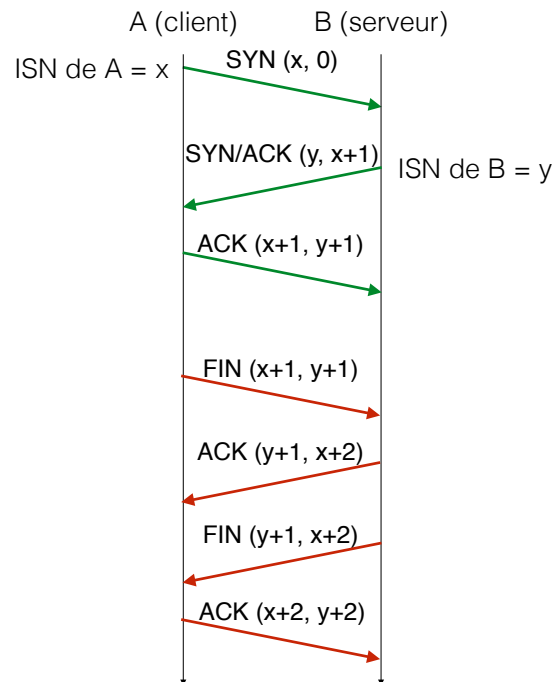 A (client) B (serveur)
SYN (x, 0)
ISN de A = x
SYN/ACK (y, x+1)
ISN de B = y
ACK (x+1, y+1)
FIN (x+1, y+1)
ACK (y+1, x+2)
FIN (y+1, x+2)
ACK (x+2, y+2)